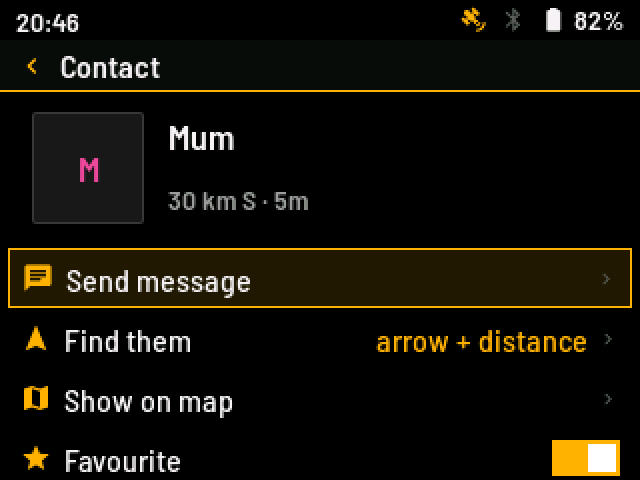 20:46 82%
Contact
M
Mum
30 km S · 5m
Send message
Find them arrow + distance
Show on map
Favourite